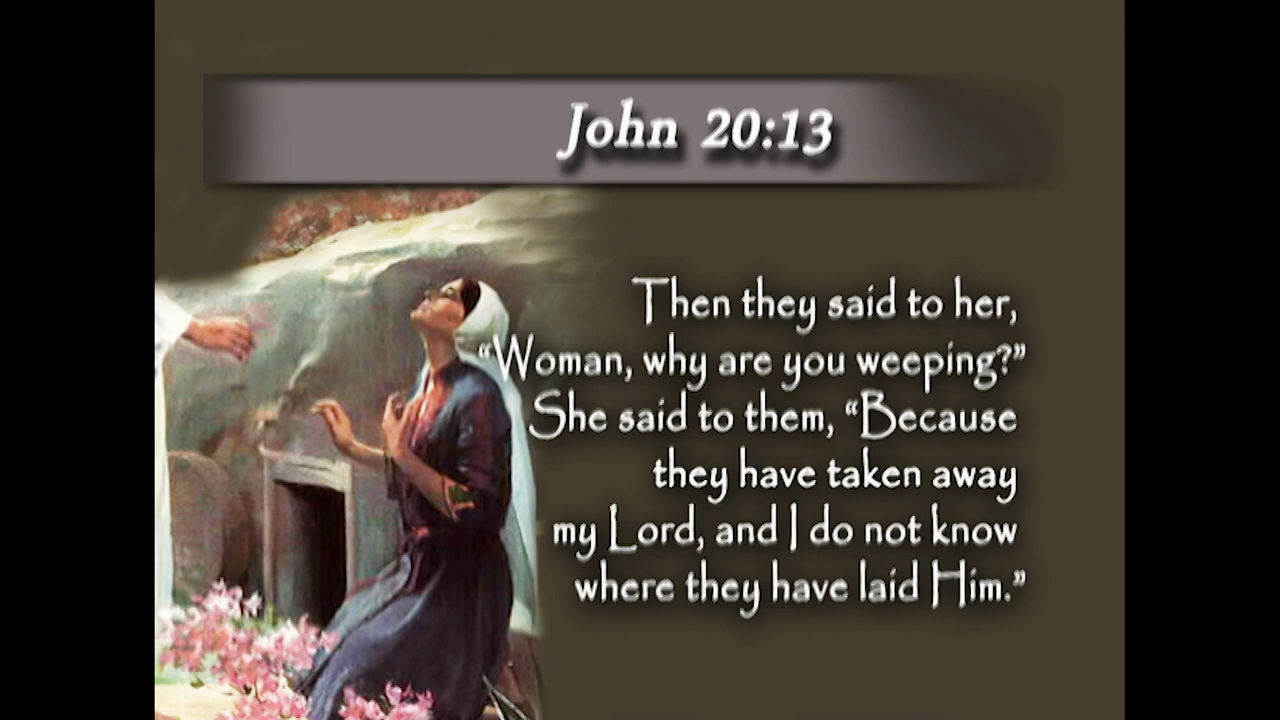 John 20:13
Then they said to her,
“Woman, why are you weeping?”
She said to them, “Because
they have taken away
my Lord, and I do not know
where they have laid Him.”